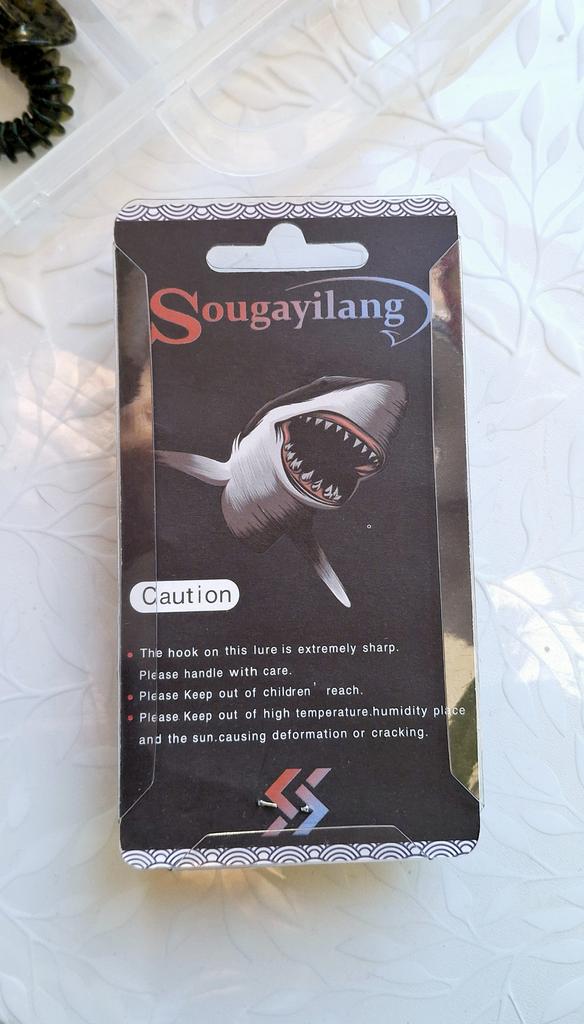 Sougayilang
Caution
• The hook on this lure is extremely sharp.
Please handle with care.
• Please Keep out of children' reach.
• Please Keep out of high temperature.humidity place
and the sun.causing deformation or cracking.